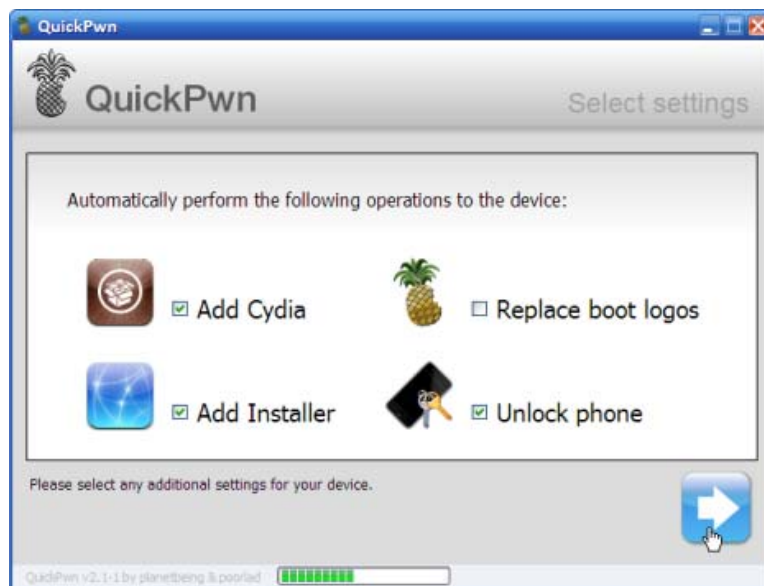 QuickPwn
QuickPwn
Select settings
Automatically perform the following operations to the device:
Add Cydia
Replace boot logos
Add Installer
Unlock phone
Please select any additional settings for your device.
QuickPwn v2.1-1 by planetbeing & poorlad